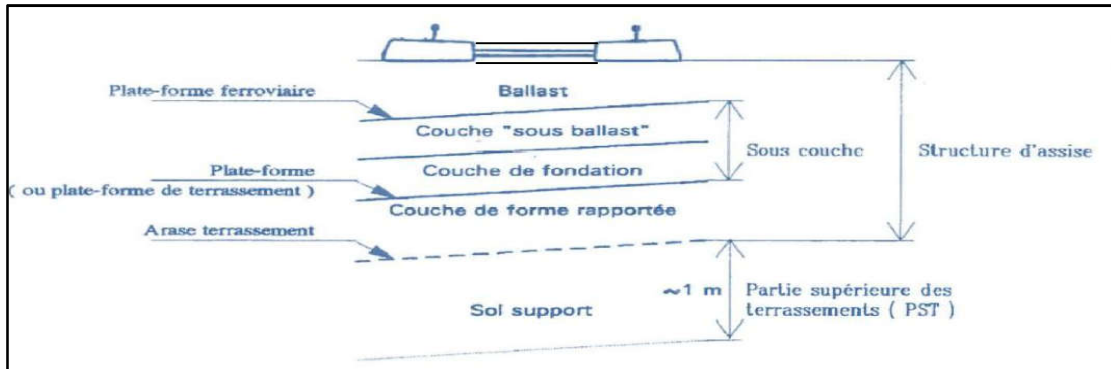 Ballast
Plate-forme ferroviaire
Couche "sous ballast"
Sous couche
Structure d'assise
Plate-forme
( ou plate-forme de terrassement )
Couche de fondation
Couche de forme rapportée
Arase terrassement
~1 m
Partie supérieure des
terrassements ( PST )
Sol support